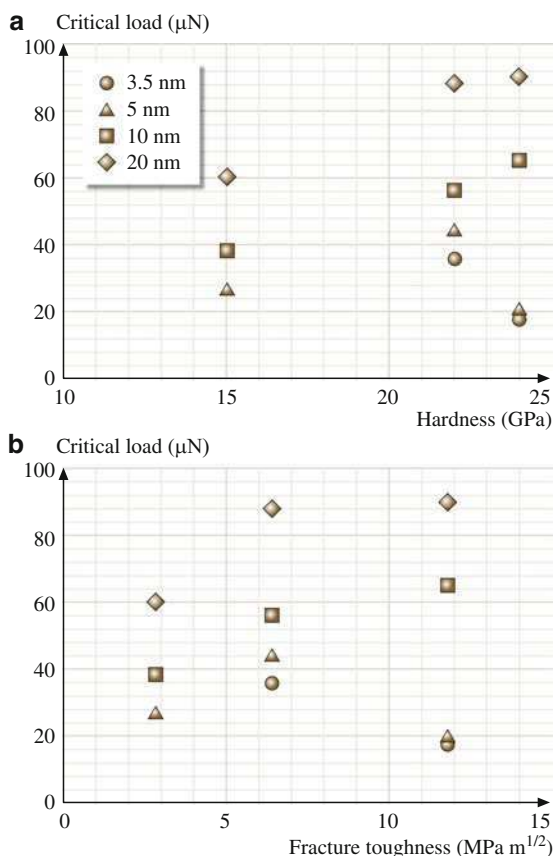 a Critical load (μN)
100
80
60
40
20
0
3.5 nm
5 nm
10 nm
20 nm
10 15 20 25
Hardness (GPa)
b Critical load (μN)
100
80
60
40
20
0
0 5 10 15
Fracture toughness (MPa m^{1/2})